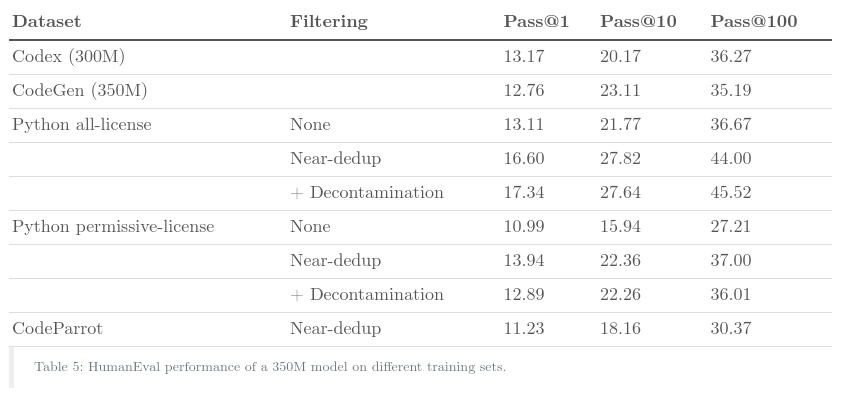 Dataset Filtering Pass@1 Pass@10 Pass@100
Codex (300M) 13.17 20.17 36.27
CodeGen (350M) 12.76 23.11 35.19
Python all-license None 13.11 21.77 36.67
Near-dedup 16.60 27.82 44.00
+ Decontamination 17.34 27.64 45.52
Python permissive-license None 10.99 15.94 27.21
Near-dedup 13.94 22.36 37.00
+ Decontamination 12.89 22.26 36.01
CodeParrot Near-dedup 11.23 18.16 30.37
Table 5: HumanEval performance of a 350M model on different training sets.